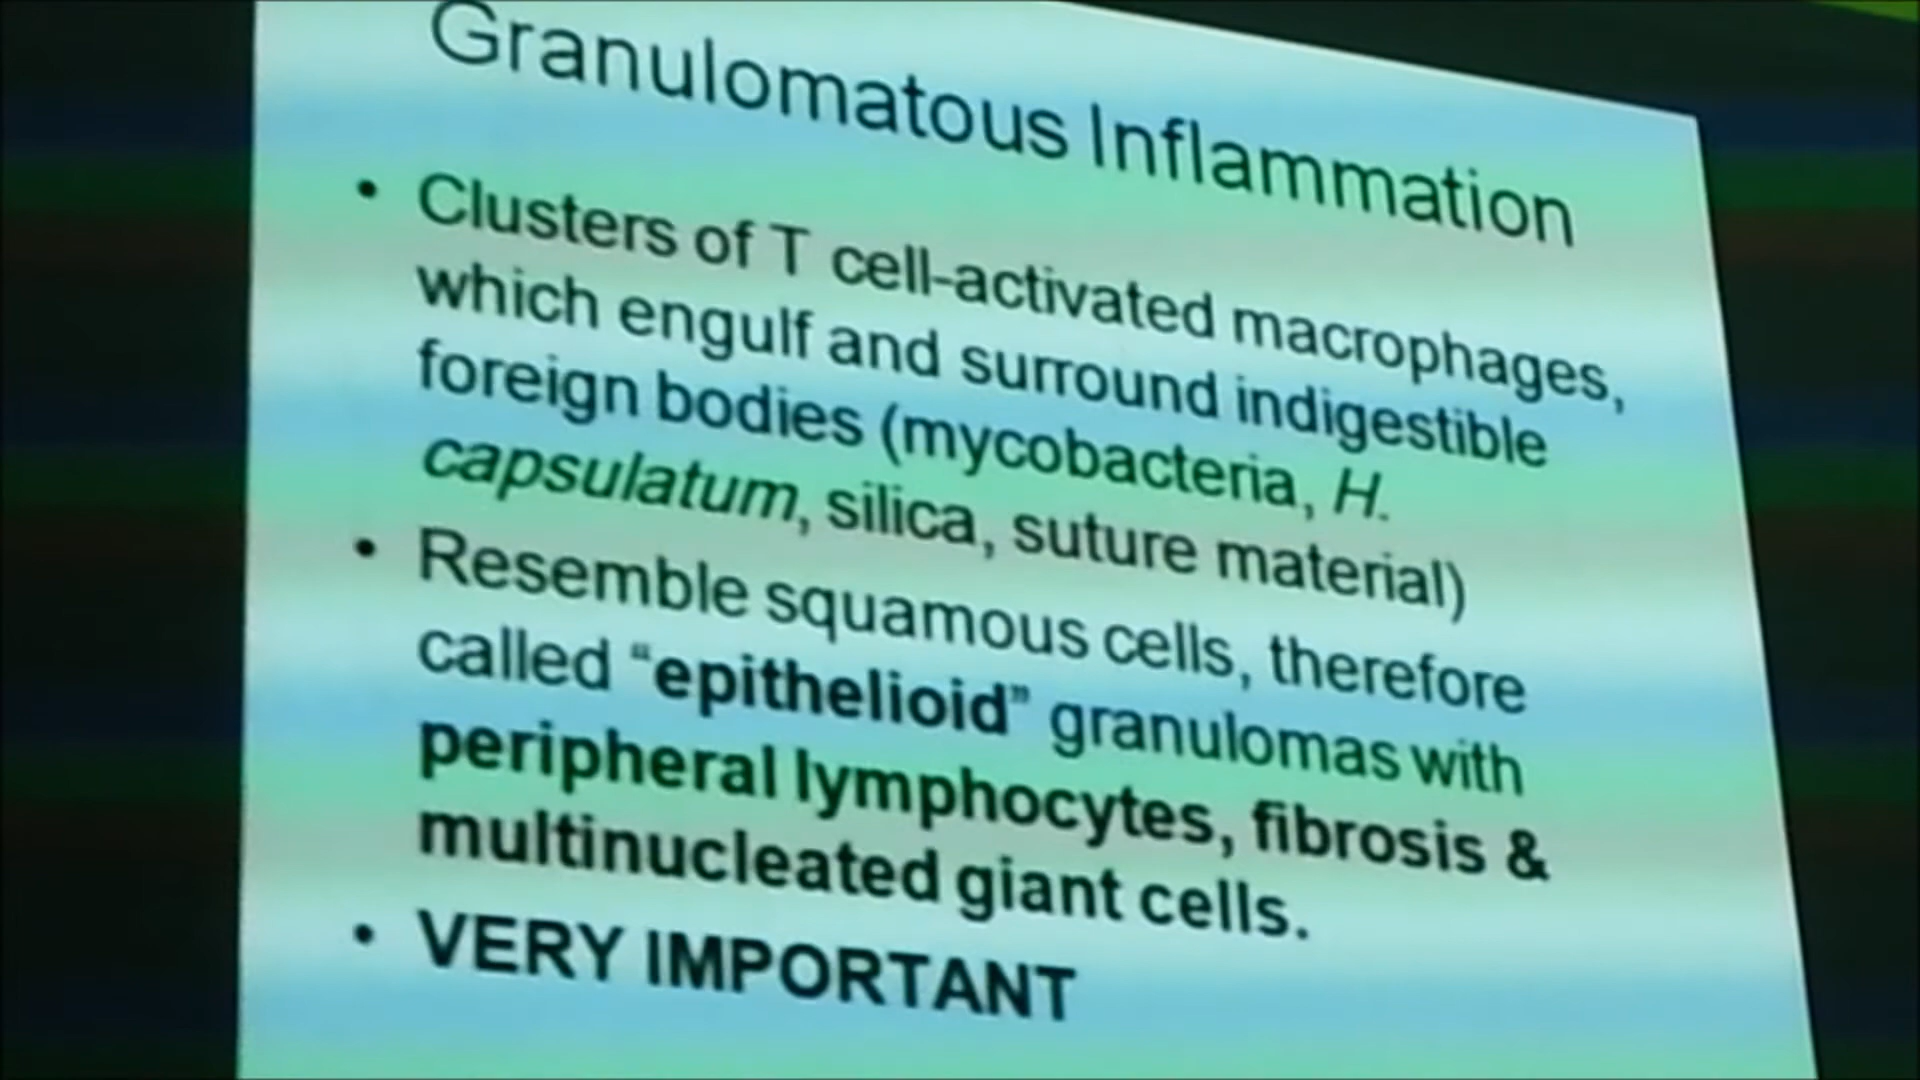 Granulomatous Inflammation
• Clusters of T cell-activated macrophages,
which engulf and surround indigestible
foreign bodies (mycobacteria, H.
capsulatum, silica, suture material)
• Resemble squamous cells, therefore
called “epithelioid” granulomas with
peripheral lymphocytes, fibrosis &
multinucleated giant cells.
• VERY IMPORTANT